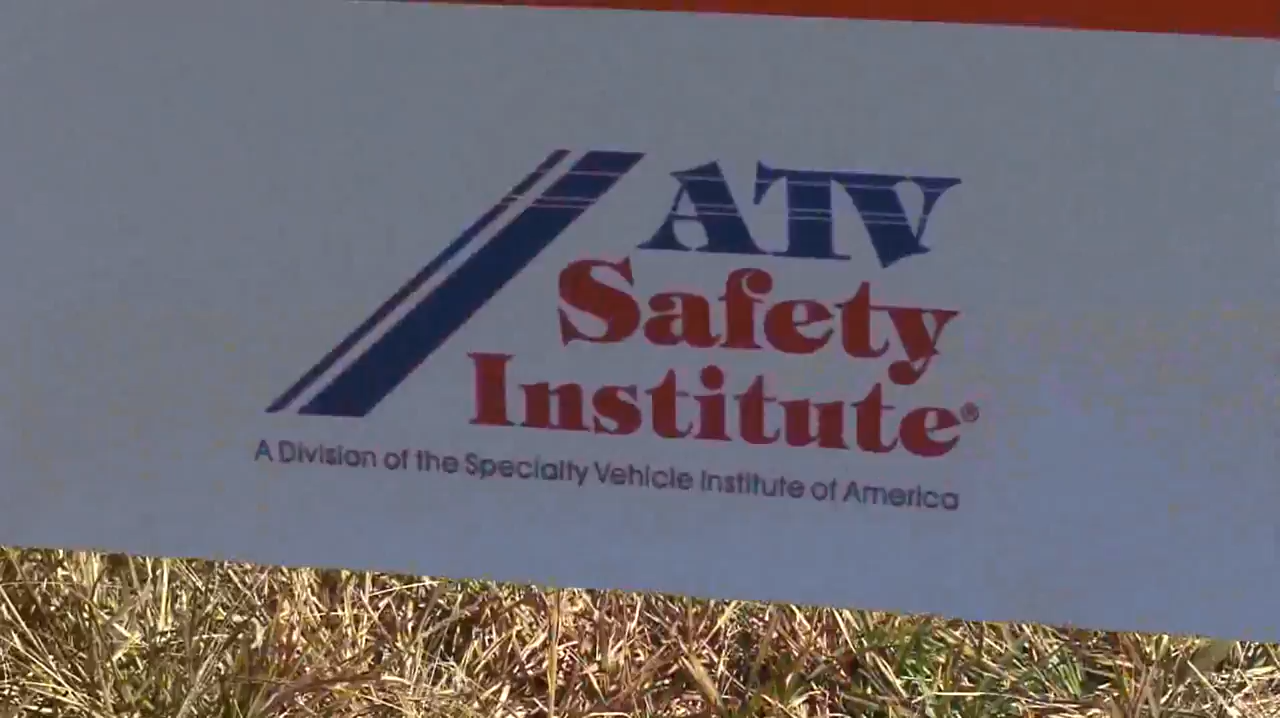 ATV
Safety
Institute®
A Division of the Specialty Vehicle Institute of America